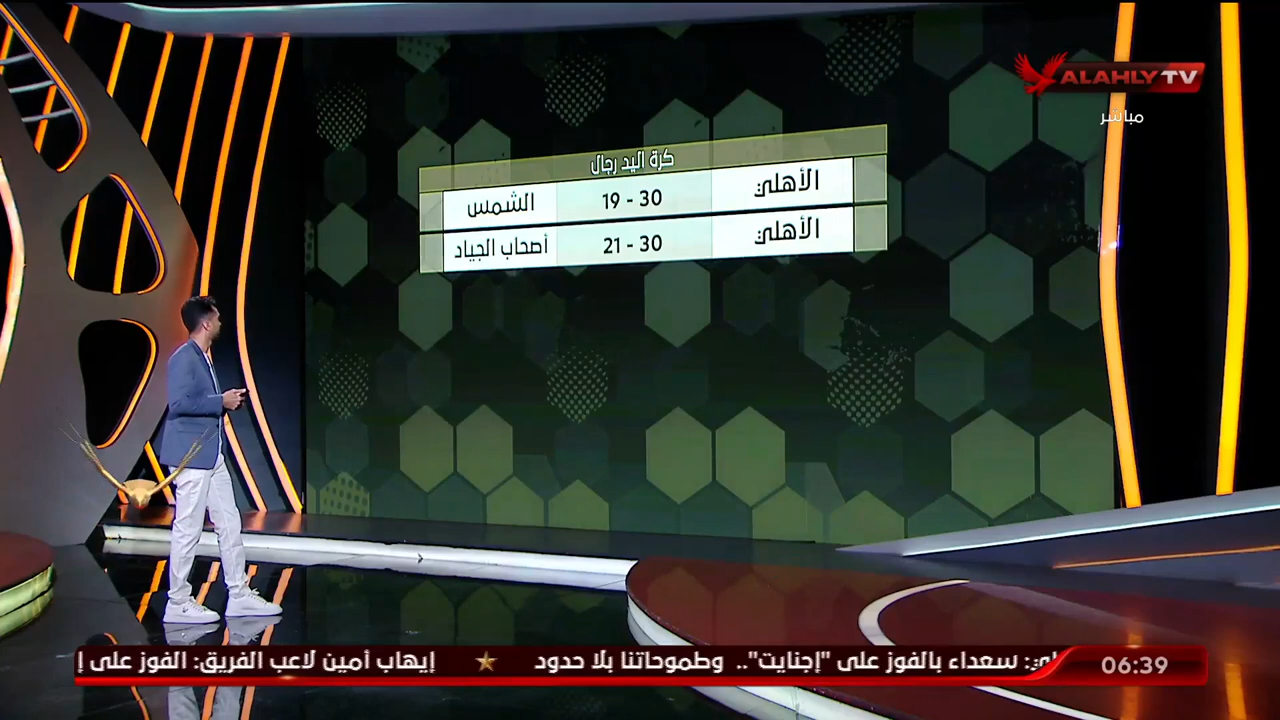 ALAHLY TV
مباشر
كرة اليد رجال
الأهلي 30 - 19 الشمس
الأهلي 30 - 21 أصحاب الجياد
سعداء بالفوز على "إجنايت".. وطموحاتنا بلا حدود ★ إيهاب أمين لاعب الفريق: الفوز على
06:39